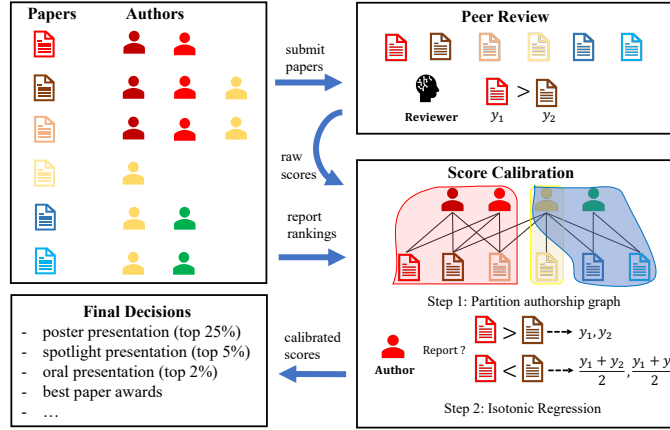 Papers
Authors
submit
papers
Peer Review
Reviewer
y₁ > y₂
raw
scores
report
rankings
Score Calibration
Step 1: Partition authorship graph
Author
Report ?
> y₁, y₂
< (y₁ + y₂)/2, (y₁ + y
Step 2: Isotonic Regression
calibrated
scores
Final Decisions
- poster presentation (top 25%)
- spotlight presentation (top 5%)
- oral presentation (top 2%)
- best paper awards
- …